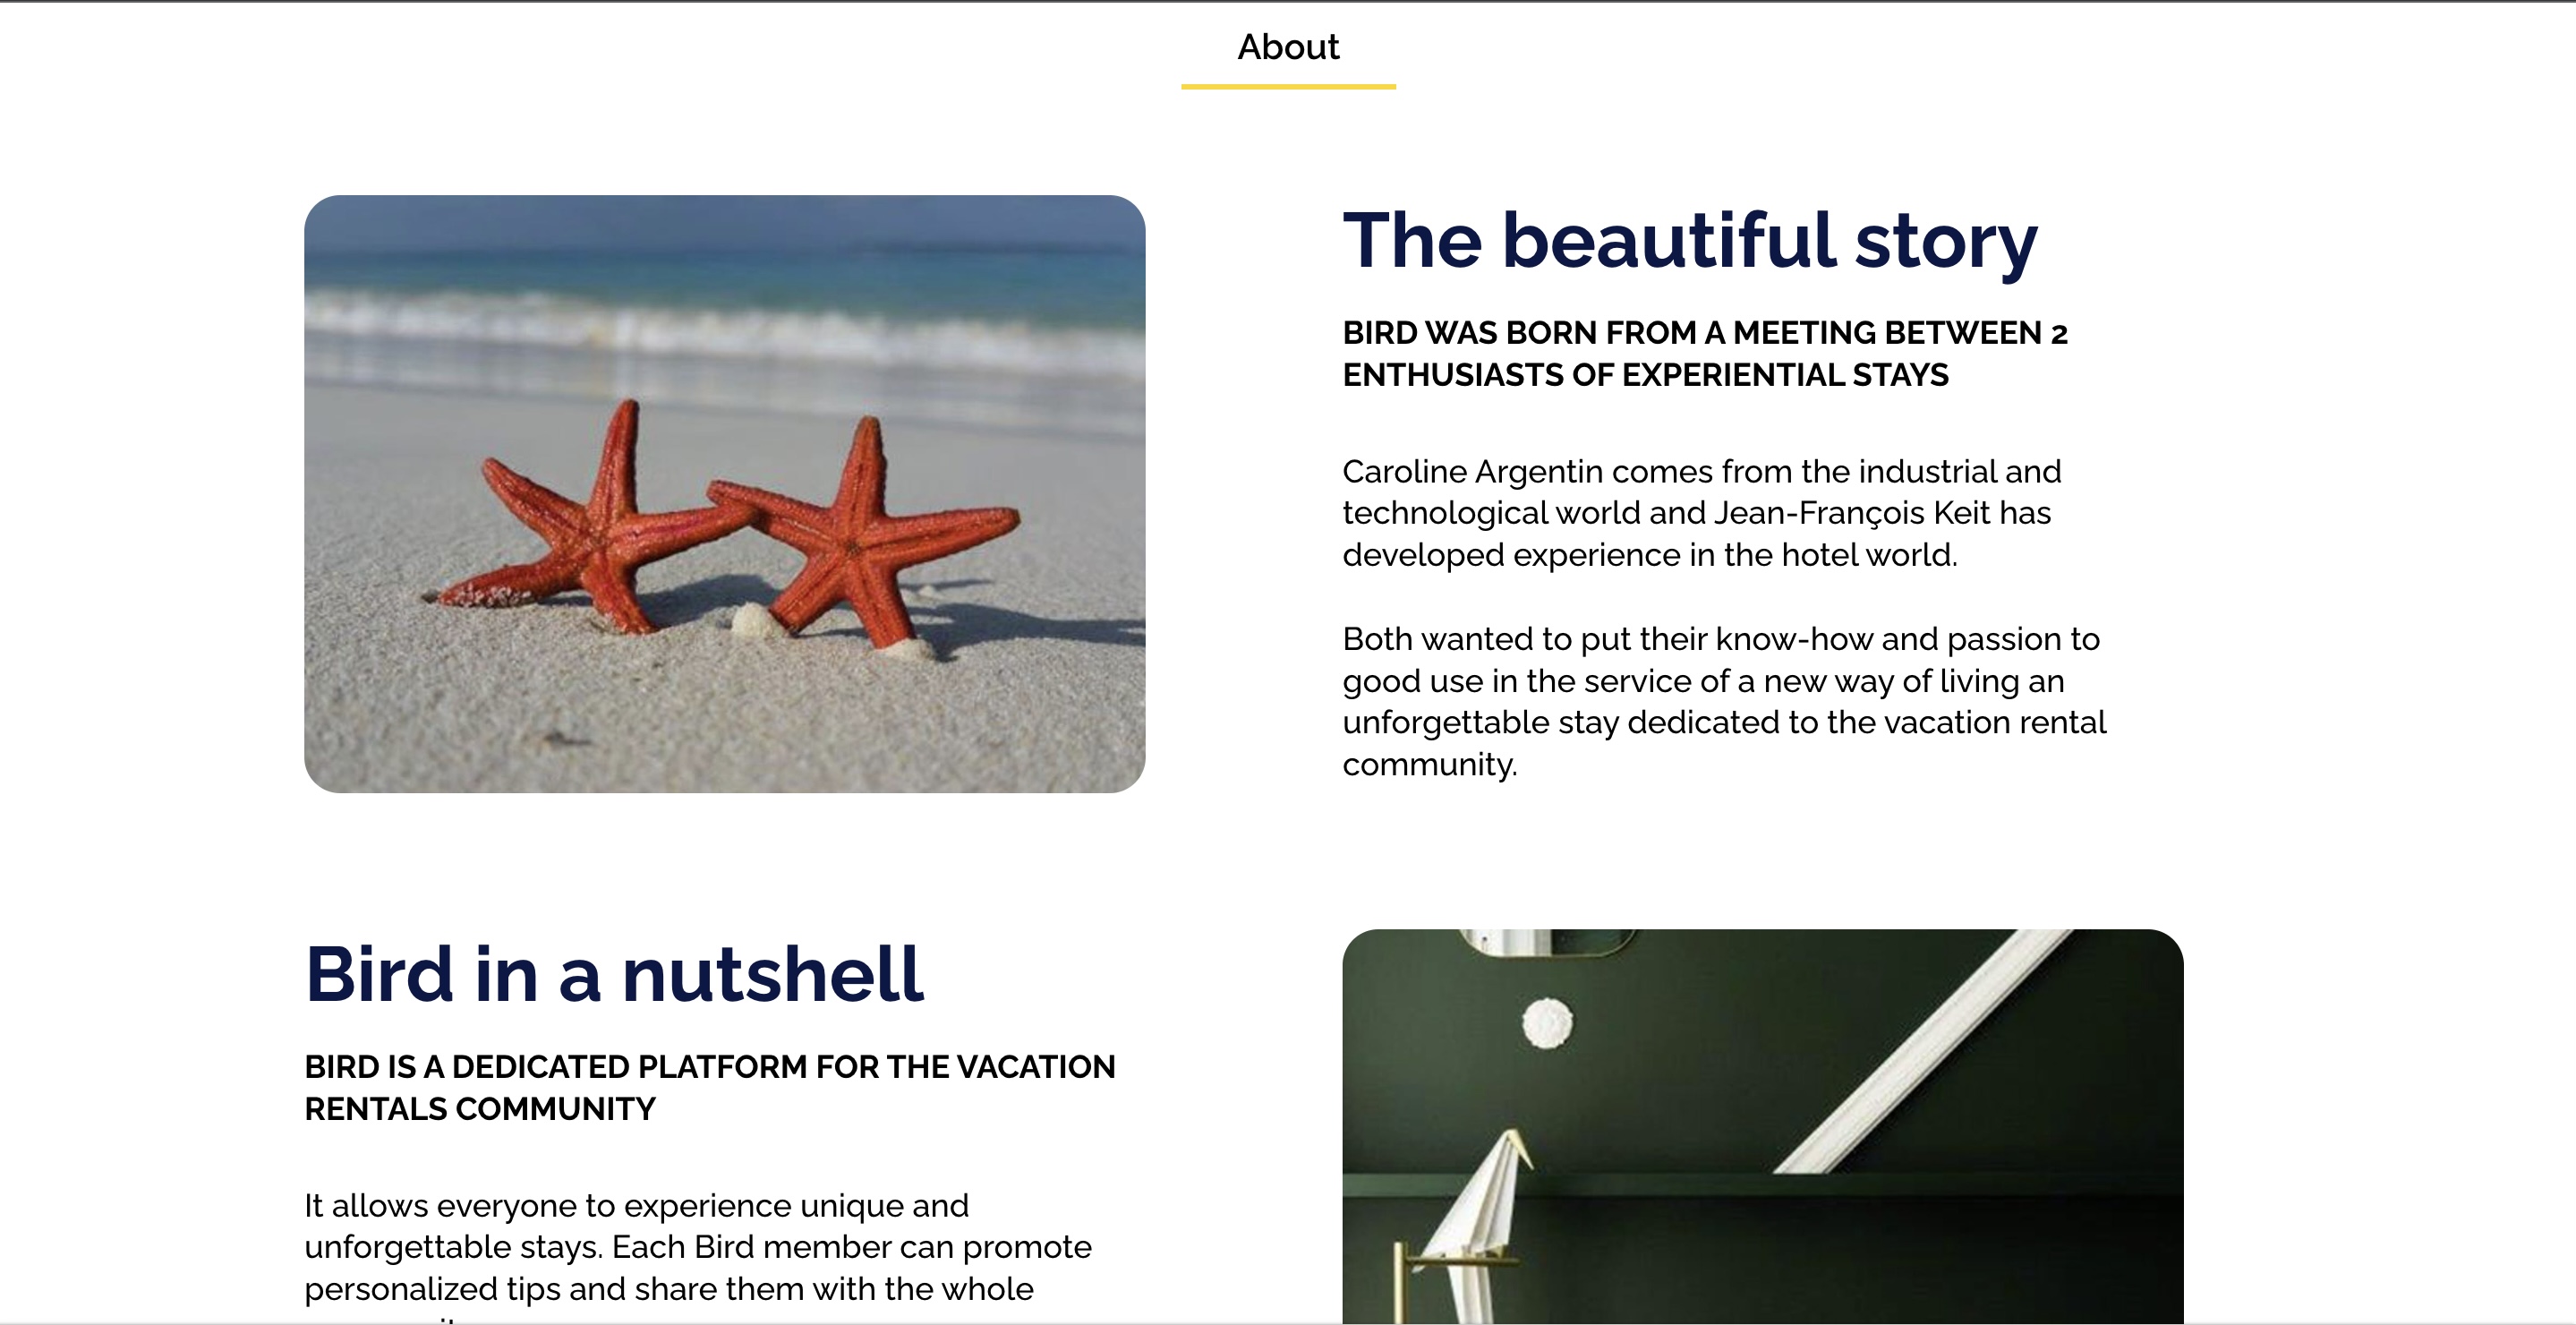 About
The beautiful story
BIRD WAS BORN FROM A MEETING BETWEEN 2
ENTHUSIASTS OF EXPERIENTIAL STAYS
Caroline Argentin comes from the industrial and
technological world and Jean-François Keit has
developed experience in the hotel world.
Both wanted to put their know-how and passion to
good use in the service of a new way of living an
unforgettable stay dedicated to the vacation rental
community.
Bird in a nutshell
BIRD IS A DEDICATED PLATFORM FOR THE VACATION
RENTALS COMMUNITY
It allows everyone to experience unique and
unforgettable stays. Each Bird member can promote
personalized tips and share them with the whole